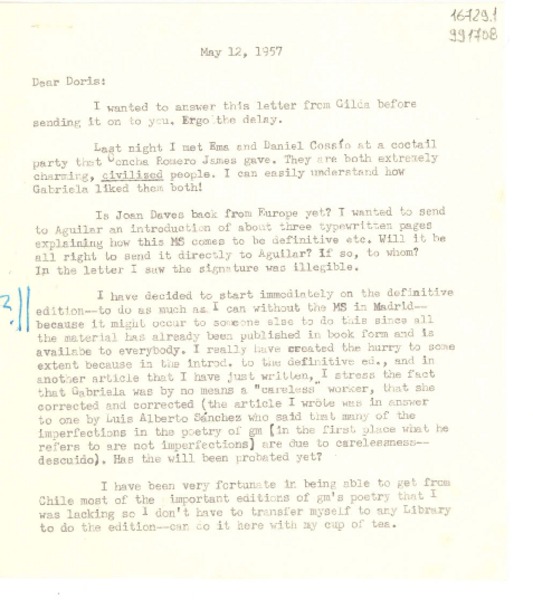 16729.1
991708
May 12, 1957
Dear Doris:
I wanted to answer this letter from Gilda before
sending it on to you. Ergo the delay.
Last night I met Ema and Daniel Cossío at a coctail
party that Concha Romero James gave. They are both extremely
charming, civilized people. I can easily understand how
Gabriela liked them both!
Is Joan Daves back from Europe yet? I wanted to send
to Aguilar an introduction of about three typewritten pages
explaining how this MS comes to be definitive etc. Will it be
all right to send it directly to Aguilar? If so, to whom?
In the letter I saw the signature was illegible.
?||
I have decided to start immediately on the definitive
edition--to do as much as I can without the MS in Madrid--
because it might occur to someone else to do this since all
the material has already been published in book form and is
availabe to everybody. I really have created the hurry to some
extent because in the introd. to the definitive ed., and in
another article that I have just written, I stress the fact
that Gabriela was by no means a "careless" worker, that she
corrected and corrected (the article I wrote was in answer
to one by Luis Alberto Sánchez who said that many of the
imperfections in the poetry of gm (in the first place what he
refers to are not imperfections) are due to carelessness--
descuido). Has the will been probated yet?
I have been very fortunate in being able to get from
Chile most of the important editions of gm's poetry that I
was lacking so I don't have to transfer myself to any Library
to do the edition--can do it here with my cup of tea.